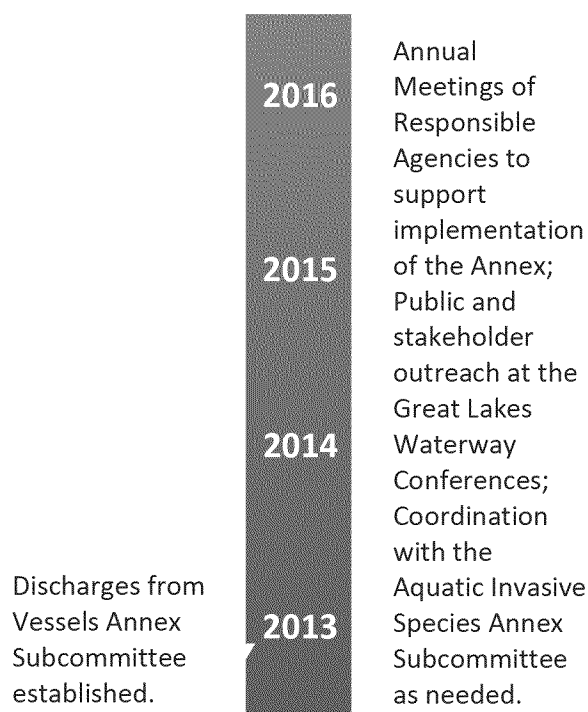 2016
2015
2014
2013
Annual
Meetings of
Responsible
Agencies to
support
implementation
of the Annex;
Public and
stakeholder
outreach at the
Great Lakes
Waterway
Conferences;
Coordination
with the
Aquatic Invasive
Species Annex
Subcommittee
as needed.
Discharges from
Vessels Annex
Subcommittee
established.